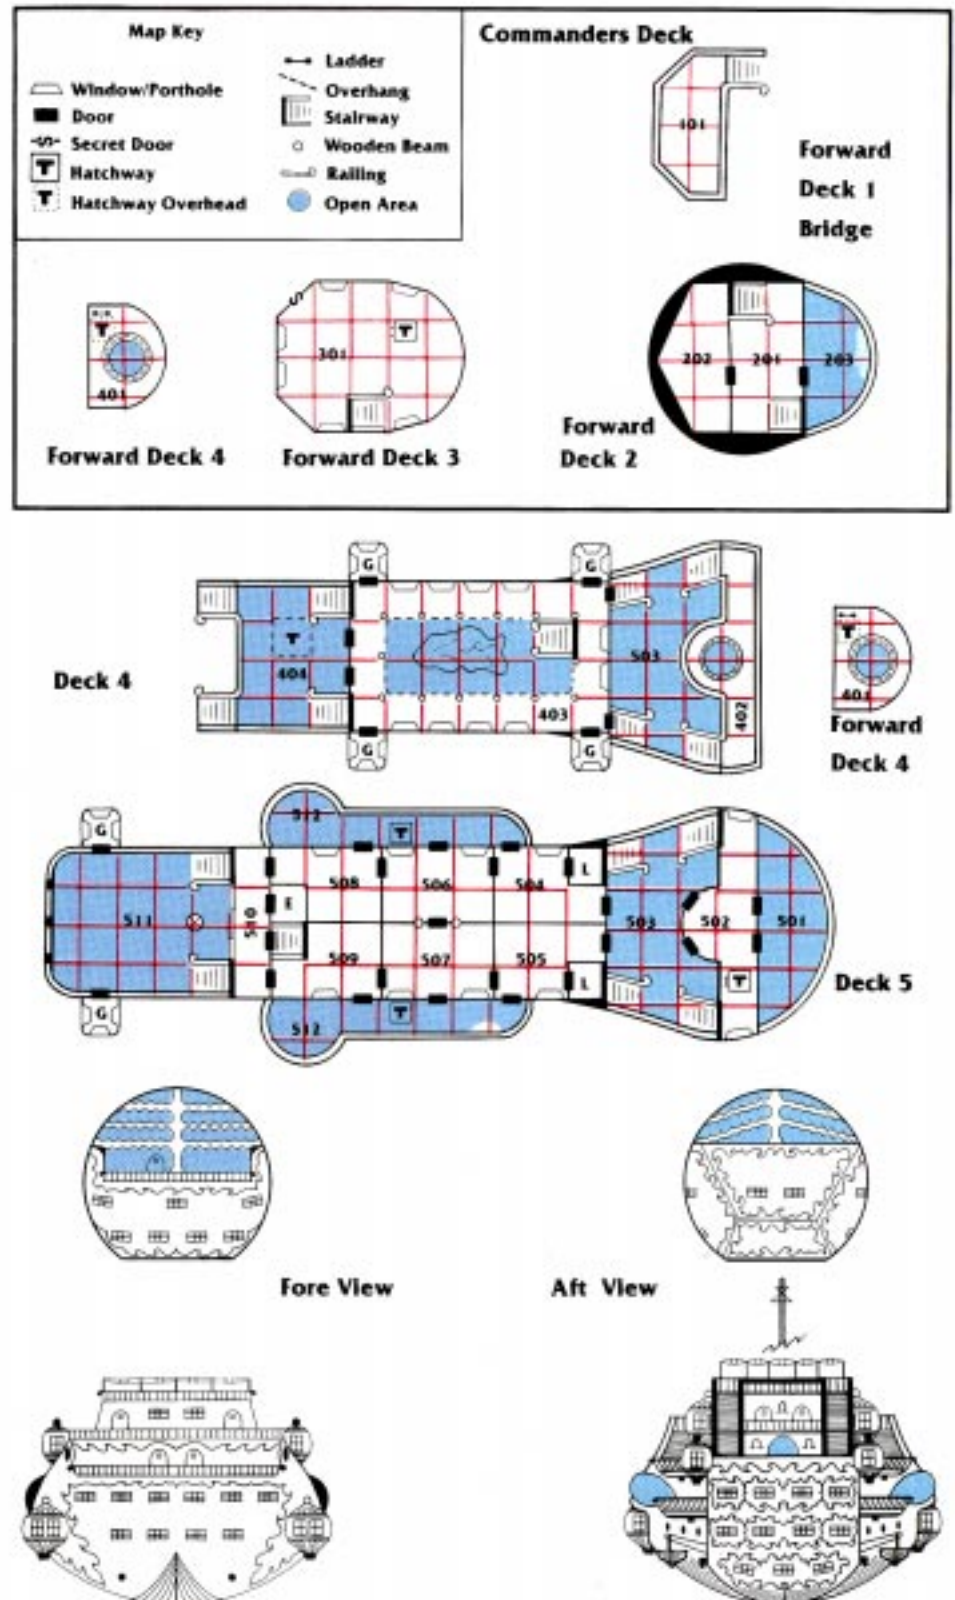 Map Key
Window/Porthole
Door
Secret Door
Hatchway
Hatchway Overhead
Ladder
Overhang
Stairway
Wooden Beam
Railing
Open Area
T
T
Commanders Deck
101
Forward
Deck 1
Bridge
T
401
Forward Deck 4
S
301
T
Forward Deck 3
202
201
203
Forward
Deck 2
Deck 4
G
G
T
404
403
G
G
503
402
T
401
Forward
Deck 4
G
511
G
510
E
512
T
508
506
504
L
509
507
505
L
512
T
503
502
501
T
Deck 5
Fore View
Aft View